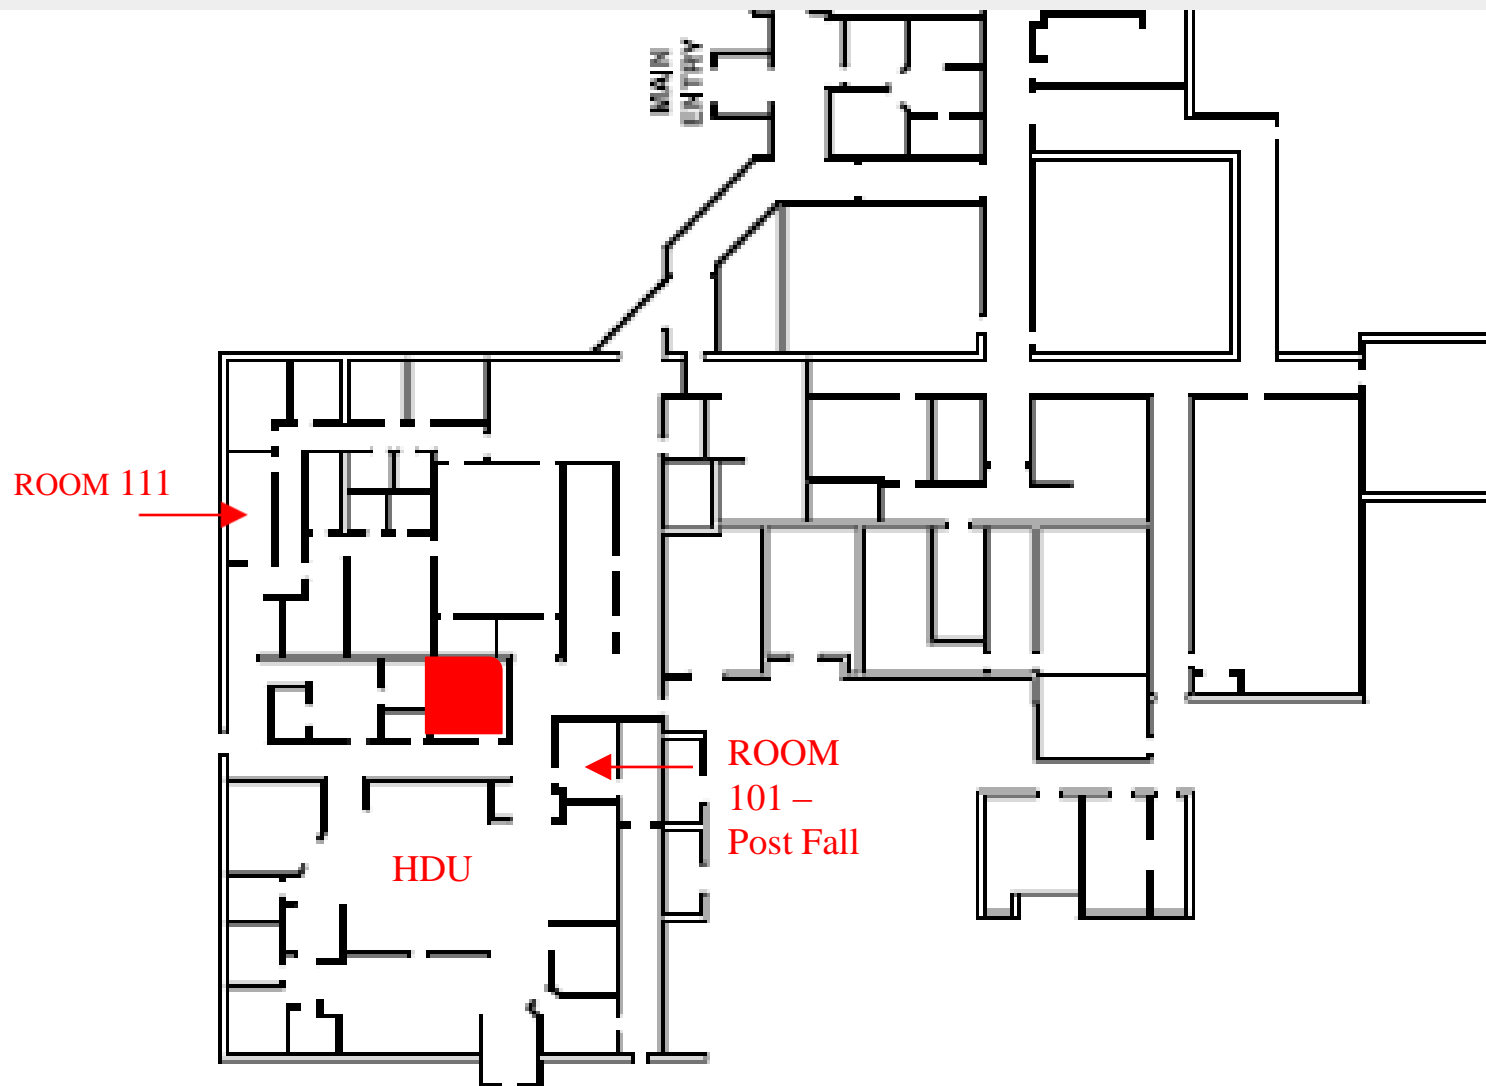 MAIN
ENTRY
ROOM 111
ROOM
101 –
Post Fall
HDU